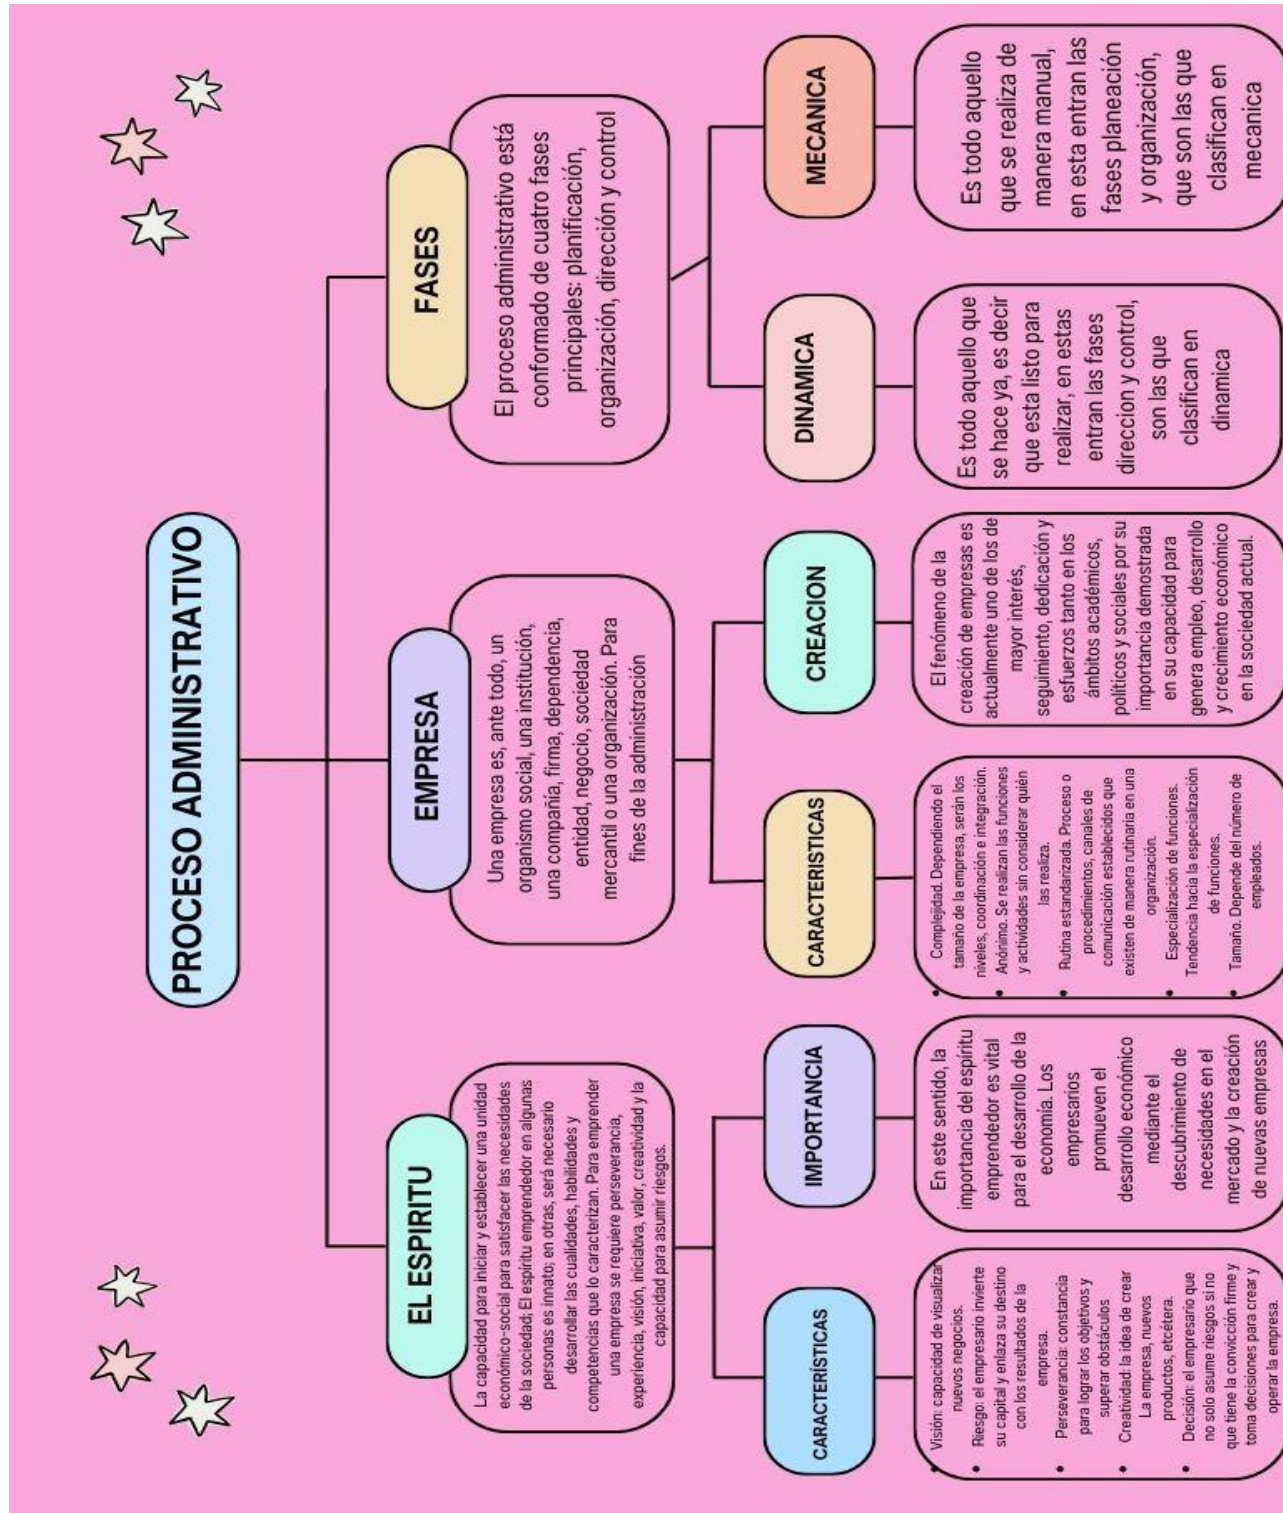 PROCESO ADMINISTRATIVO
EL ESPIRITU
La capacidad para iniciar y establecer una unidad
económico-social para satisfacer las necesidades
de la sociedad; El espíritu emprendedor en algunas
personas es innato; en otras, será necesario
desarrollar las cualidades, habilidades y
competencias que lo caracterizan. Para emprender
una empresa se requiere perseverancia,
experiencia, visión, iniciativa, valor, creatividad y la
capacidad para asumir riesgos.
EMPRESA
Una empresa es, ante todo, un
organismo social, una institución,
una compañía, firma, dependencia,
entidad, negocio, sociedad
mercantil o una organización. Para
fines de la administración
FASES
El proceso administrativo está
conformado de cuatro fases
principales: planificación,
organización, dirección y control
CARACTERÍSTICAS
• Visión: capacidad de visualizar
nuevos negocios.
• Riesgo: el empresario invierte
su capital y enlaza su destino
con los resultados de la
empresa.
• Perseverancia: constancia
para lograr los objetivos y
superar obstáculos
• Creatividad: la idea de crear
La empresa, nuevos
productos, etcétera.
• Decisión: el empresario que
no solo asume riesgos si no
que tiene la convicción firme y
toma decisiones para crear y
operar la empresa.
IMPORTANCIA
En este sentido, la
importancia del espíritu
emprendedor es vital
para el desarrollo de la
economía. Los
empresarios
promueven el
desarrollo económico
mediante el
descubrimiento de
necesidades en el
mercado y la creación
de nuevas empresas
CARACTERISTICAS
• Complejidad. Dependiendo el
tamaño de la empresa, serán los
niveles, coordinación e integración.
• Anónimo. Se realizan las funciones
y actividades sin considerar quién
las realiza.
• Rutina estandarizada. Proceso o
procedimientos, canales de
comunicación establecidos que
existen de manera rutinaria en una
organización.
• Especialización de funciones.
Tendencia hacia la especialización
de funciones.
• Tamaño. Depende del número de
empleados.
CREACION
El fenómeno de la
creación de empresas es
actualmente uno de los de
mayor interés,
seguimiento, dedicación y
esfuerzos tanto en los
ámbitos académicos,
políticos y sociales por su
importancia demostrada
en su capacidad para
genera empleo, desarrollo
y crecimiento económico
en la sociedad actual.
DINAMICA
Es todo aquello que
se hace ya, es decir
que esta listo para
realizar, en estas
entran las fases
direccion y control,
son las que
clasifican en
dinamica
MECANICA
Es todo aquello
que se realiza de
manera manual,
en esta entran las
fases planeación
y organización,
que son las que
clasifican en
mecanica